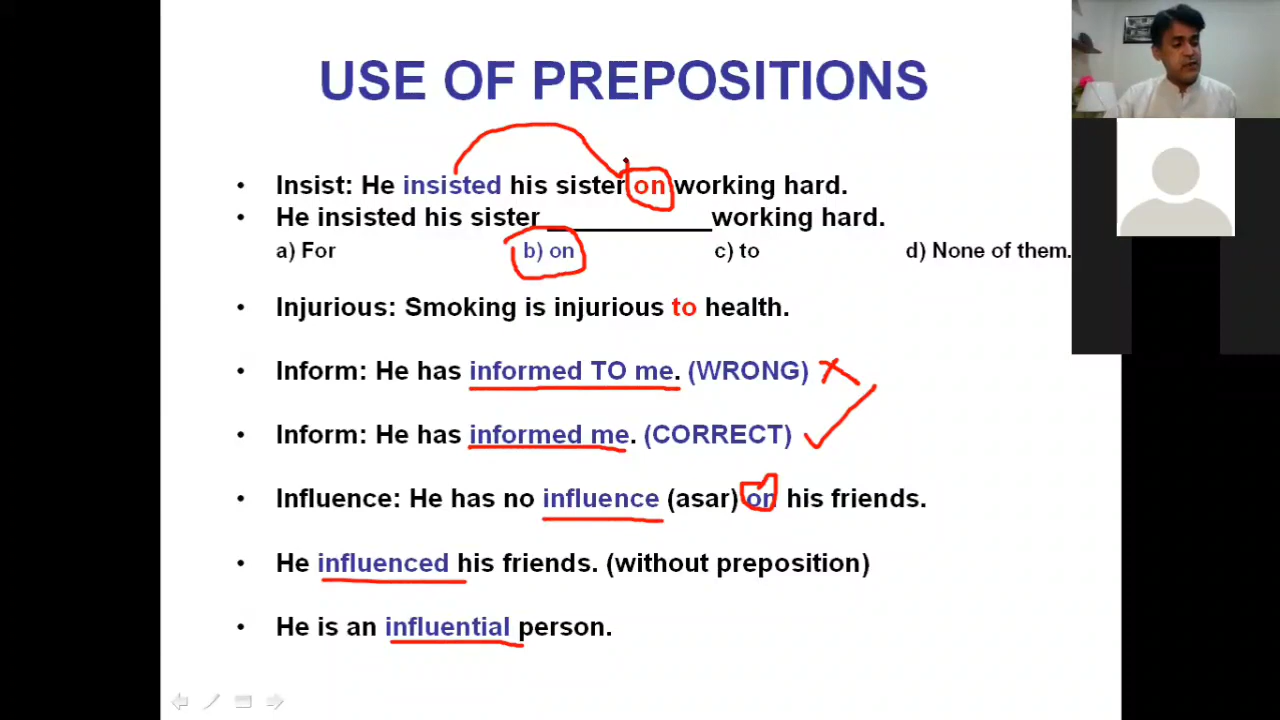 USE OF PREPOSITIONS
• Insist: He insisted his sister on working hard.
• He insisted his sister ____________working hard.
a) For b) on c) to d) None of them.
• Injurious: Smoking is injurious to health.
• Inform: He has informed TO me. (WRONG)
• Inform: He has informed me. (CORRECT)
• Influence: He has no influence (asar) on his friends.
• He influenced his friends. (without preposition)
• He is an influential person.